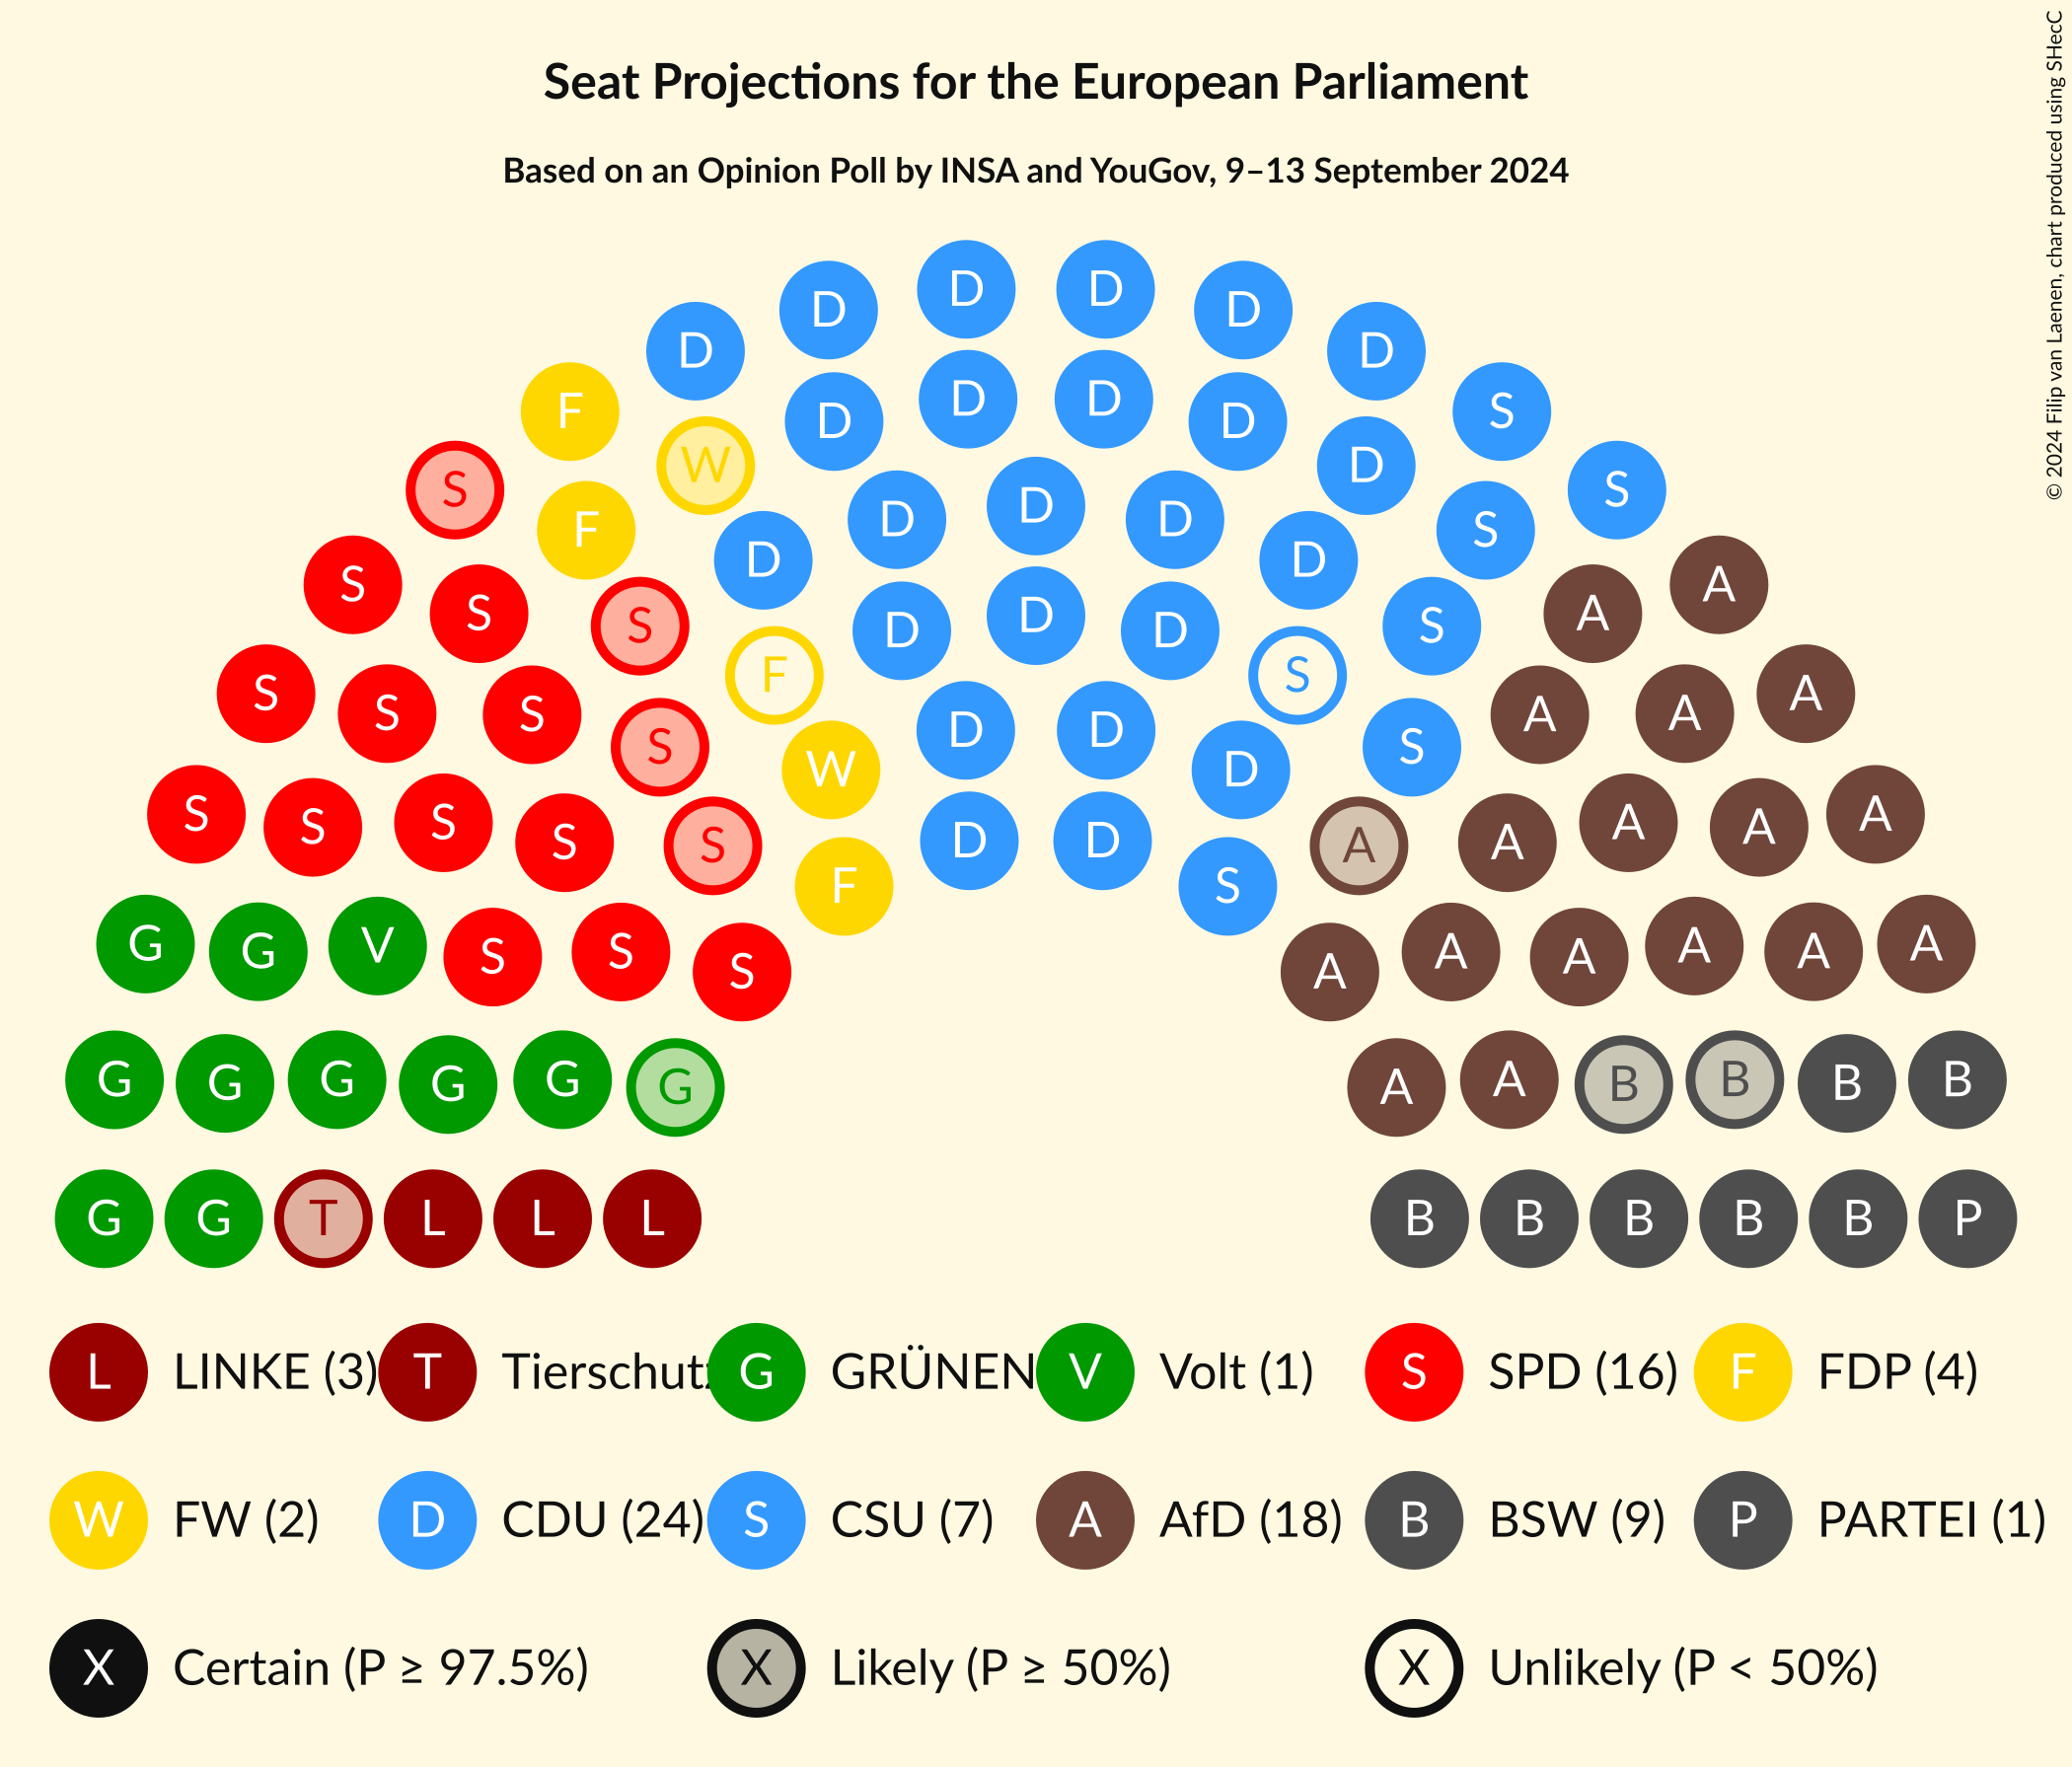 Seat Projections for the European Parliament
Based on an Opinion Poll by INSA and YouGov, 9–13 September 2024
© 2024 Filip van Laenen, chart produced using SHecC
D D D D
D D
F S
D D D D
W D
S S
D D D
F S
D D
S A
D D D
S A
S S
F S
S A
D D
S A
S S
S A
W D
S A
S S S S S
A A A A A
D D
F S
G G V S S S
A A A A A A
G G G G G G
A A B B B B
G G T L L L
B B B B B P
L LINKE (3) T Tierschutz G GRÜNEN V Volt (1) S SPD (16) F FDP (4)
W FW (2) D CDU (24) S CSU (7) A AfD (18) B BSW (9) P PARTEI (1)
X Certain (P ≥ 97.5%) X Likely (P ≥ 50%) X Unlikely (P < 50%)